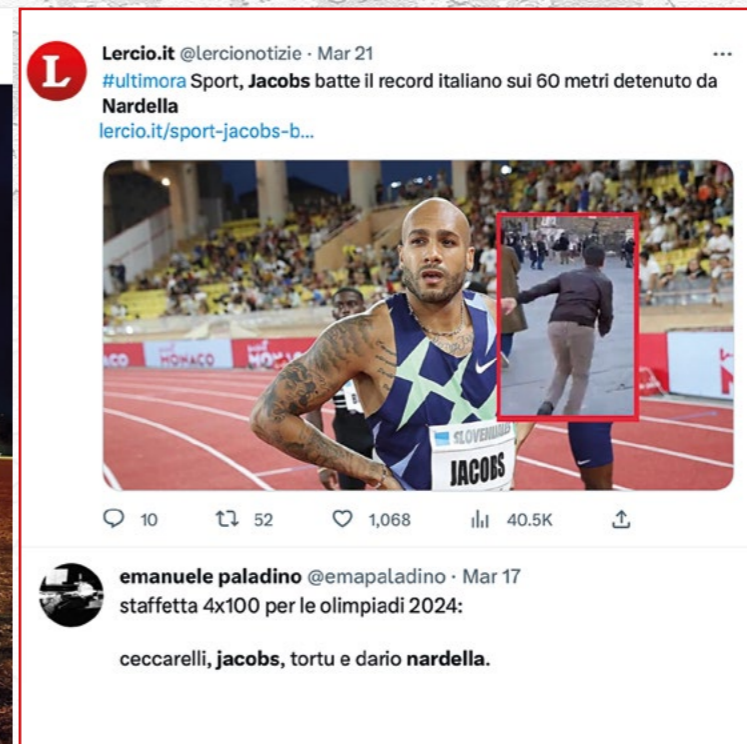 L
Lercio.it @lercionotizie · Mar 21
#ultimora Sport, Jacobs batte il record italiano sui 60 metri detenuto da
Nardella
lercio.it/sport-jacobs-b...
MONACO
JACOBS
10 52 1,068 40.5K
emanuele paladino @emapaladino · Mar 17
staffetta 4x100 per le olimpiadi 2024:
ceccarelli, jacobs, tortu e dario nardella.